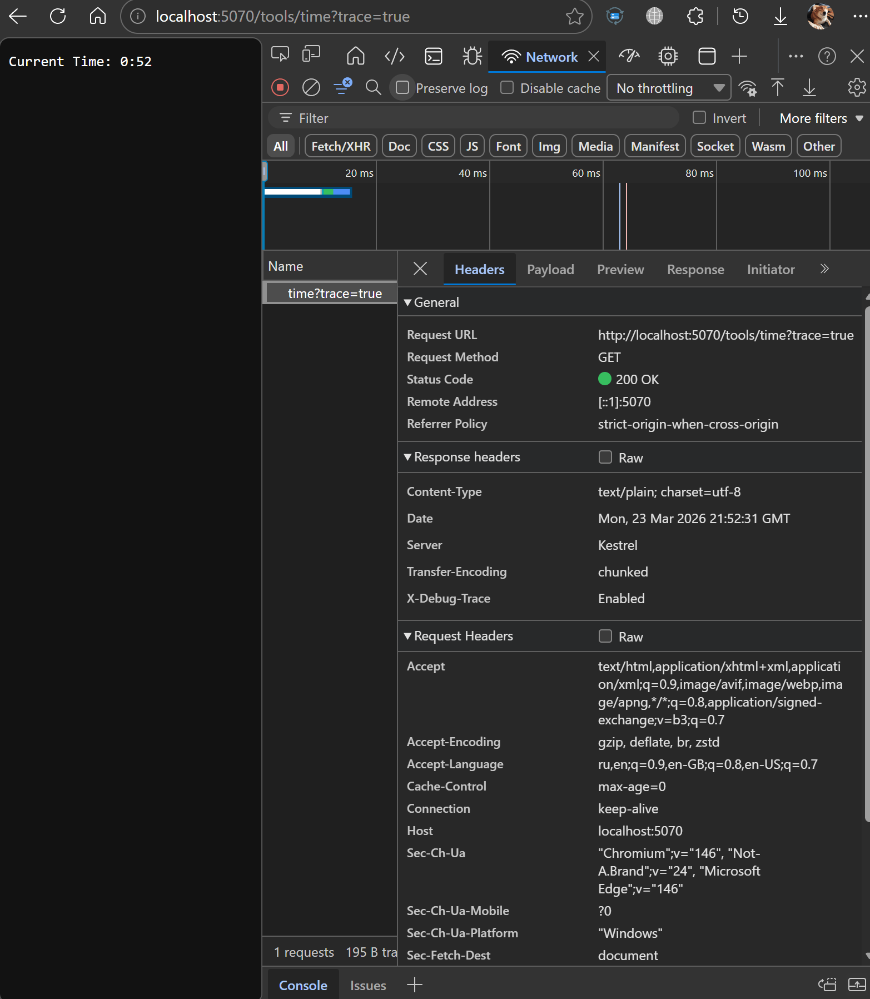 localhost:5070/tools/time?trace=true
Current Time: 0:52
Network
Preserve log
Disable cache
No throttling
Filter
Invert
More filters
All
Fetch/XHR
Doc
CSS
JS
Font
Img
Media
Manifest
Socket
Wasm
Other
20 ms
40 ms
60 ms
80 ms
100 ms
Name
time?trace=true
Headers
Payload
Preview
Response
Initiator
General
Request URL http://localhost:5070/tools/time?trace=true
Request Method GET
Status Code 200 OK
Remote Address [::1]:5070
Referrer Policy strict-origin-when-cross-origin
Response headers Raw
Content-Type text/plain; charset=utf-8
Date Mon, 23 Mar 2026 21:52:31 GMT
Server Kestrel
Transfer-Encoding chunked
X-Debug-Trace Enabled
Request Headers Raw
Accept text/html,application/xhtml+xml,applicati
on/xml;q=0.9,image/avif,image/webp,ima
ge/apng,*/*;q=0.8,application/signed-
exchange;v=b3;q=0.7
Accept-Encoding gzip, deflate, br, zstd
Accept-Language ru,en;q=0.9,en-GB;q=0.8,en-US;q=0.7
Cache-Control max-age=0
Connection keep-alive
Host localhost:5070
Sec-Ch-Ua "Chromium";v="146", "Not-
A.Brand";v="24", "Microsoft
Edge";v="146"
Sec-Ch-Ua-Mobile ?0
Sec-Ch-Ua-Platform "Windows"
Sec-Fetch-Dest document
1 requests 195 B tra
Console
Issues